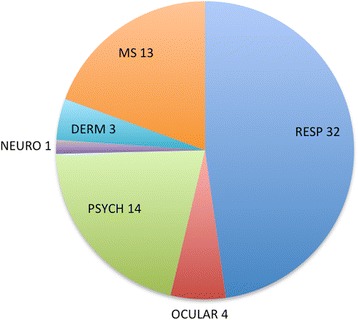 MS 13
DERM 3
RESP 32
NEURO 1
PSYCH 14
OCULAR 4